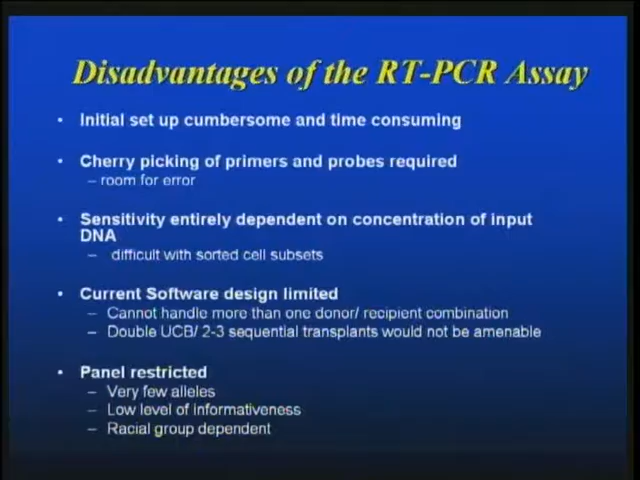 Disadvantages of the RT-PCR Assay
• Initial set up cumbersome and time consuming
• Cherry picking of primers and probes required
– room for error
• Sensitivity entirely dependent on concentration of input
DNA
– difficult with sorted cell subsets
• Current Software design limited
– Cannot handle more than one donor/ recipient combination
– Double UCB/ 2-3 sequential transplants would not be amenable
• Panel restricted
– Very few alleles
– Low level of informativeness
– Racial group dependent